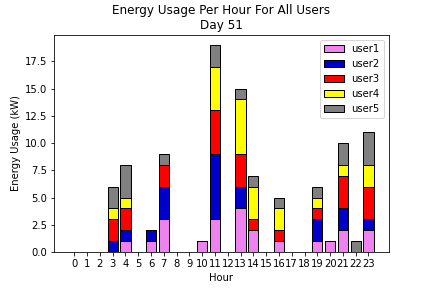 Energy Usage Per Hour For All Users
Day 51
user1
user2
user3
user4
user5
17.5
15.0
12.5
10.0
7.5
5.0
2.5
0.0
Energy Usage (kW)
0 1 2 3 4 5 6 7 8 9 10 11 12 13 14 15 16 17 18 19 20 21 22 23
Hour